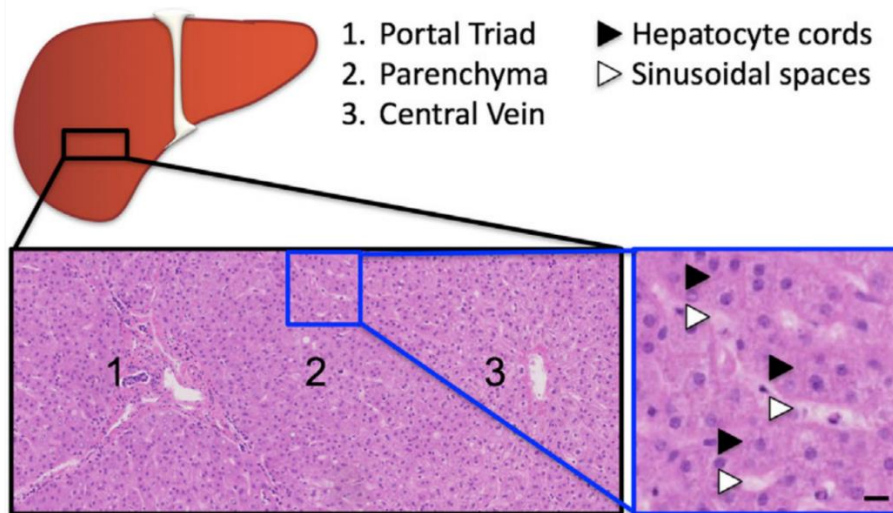 1. Portal Triad
2. Parenchyma
3. Central Vein
Hepatocyte cords
Sinusoidal spaces
1
2
3